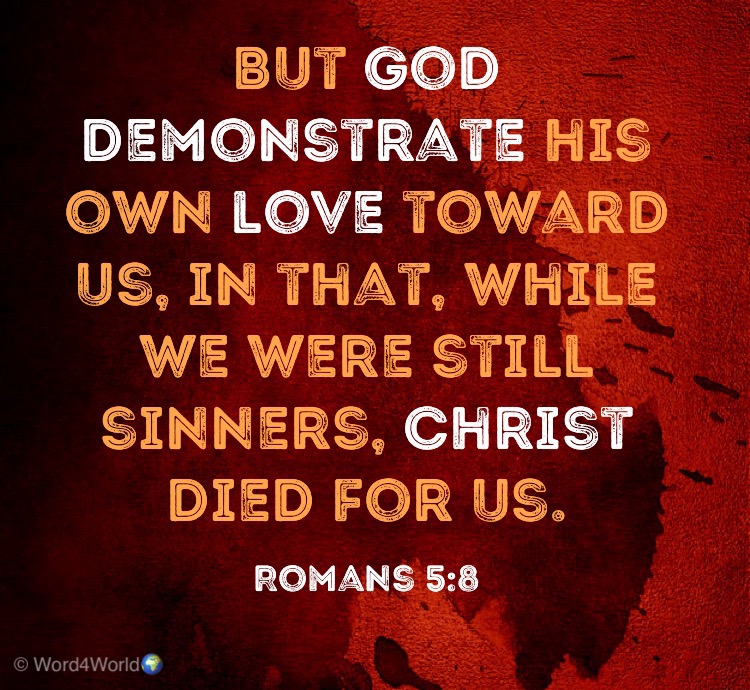 BUT GOD
DEMONSTRATE HIS
OWN LOVE TOWARD
US, IN THAT, WHILE
WE WERE STILL
SINNERS, CHRIST
DIED FOR US.
ROMANS 5:8
© Word4World🌍